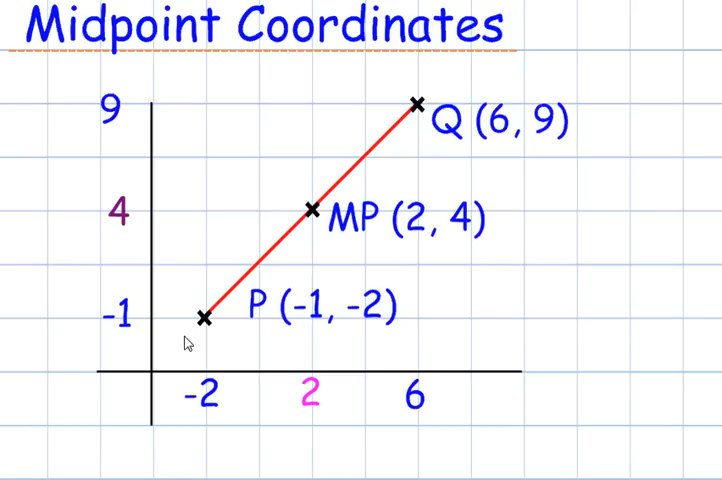 Midpoint Coordinates
9
Q (6, 9)
4
MP (2, 4)
-1
P (-1, -2)
-2 2 6